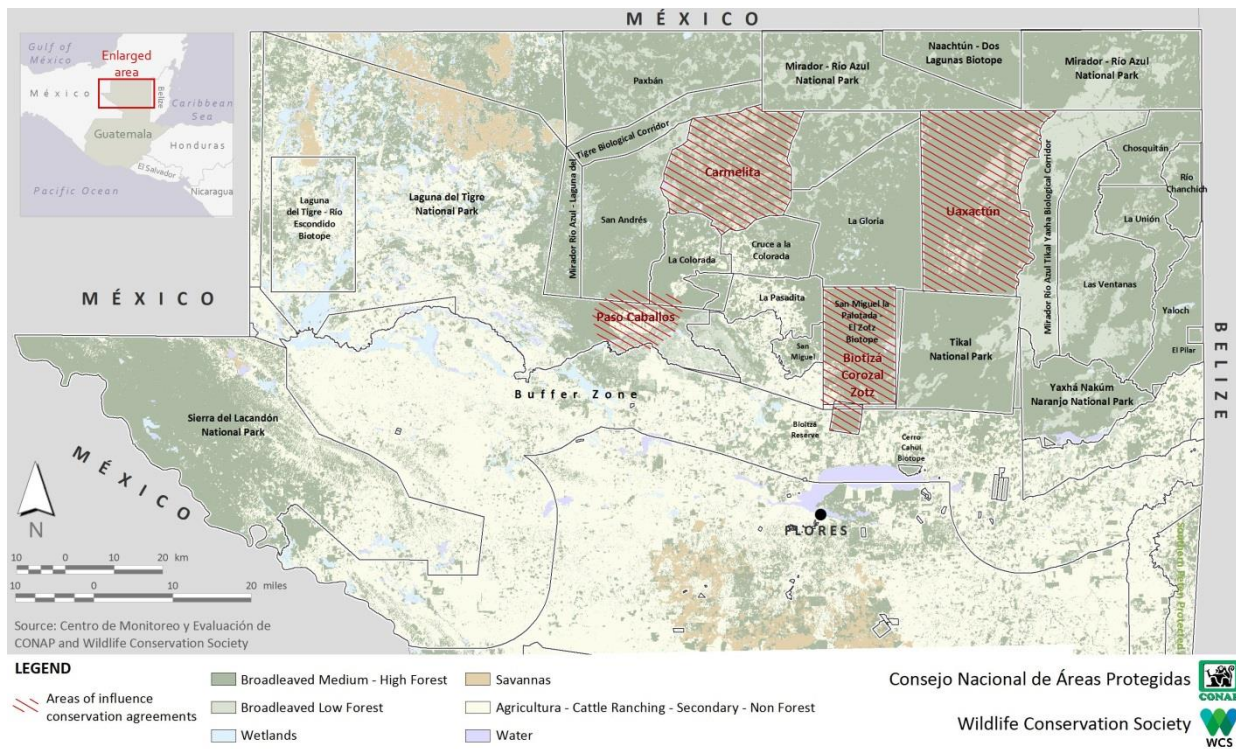 MÉXICO
Gulf of
México
Enlarged
area
México
Belize
Caribbean
Sea
Guatemala
Honduras
El Salvador
Nicaragua
Pacific Ocean
Paxbán
Mirador - Río Azul
National Park
Naachtún - Dos
Lagunas Biotope
Mirador - Río Azul
National Park
Mirador Río Azul - Laguna del
Tigre Biological Corridor
Carmelita
Uaxactún
Mirador Río Azul Tikal Yaxha Biological Corridor
Chosquitán
Río
Chanchich
La Unión
Laguna
del Tigre - Río
Escondido
Biotope
Laguna del Tigre
National Park
San Andrés
La Gloria
La Colorada
Cruce a la
Colorada
Las Ventanas
MÉXICO
Paso Caballos
La Pasadita
San Miguel la
Palotada
El Zotz
Biotope
Biotiza
Corozal
Zotz
San
Miguel
Tikal
National Park
Yaloch
El Pilar
BELIZE
Buffer Zone
Yaxhá Nakúm
Naranjo National Park
Sierra del Lacandón
National Park
Bioitza
Reserve
Cerro
Cahuí
Biotope
MÉXICO
FLORES
N
10 0 10 20 km
10 0 10 20 miles
Source: Centro de Monitoreo y Evaluación de
CONAP and Wildlife Conservation Society
LEGEND
Areas of influence
conservation agreements
Broadleaved Medium - High Forest
Broadleaved Low Forest
Wetlands
Savannas
Agricultura - Cattle Ranching - Secondary - Non Forest
Water
Consejo Nacional de Áreas Protegidas
CONAP
Wildlife Conservation Society
WCS